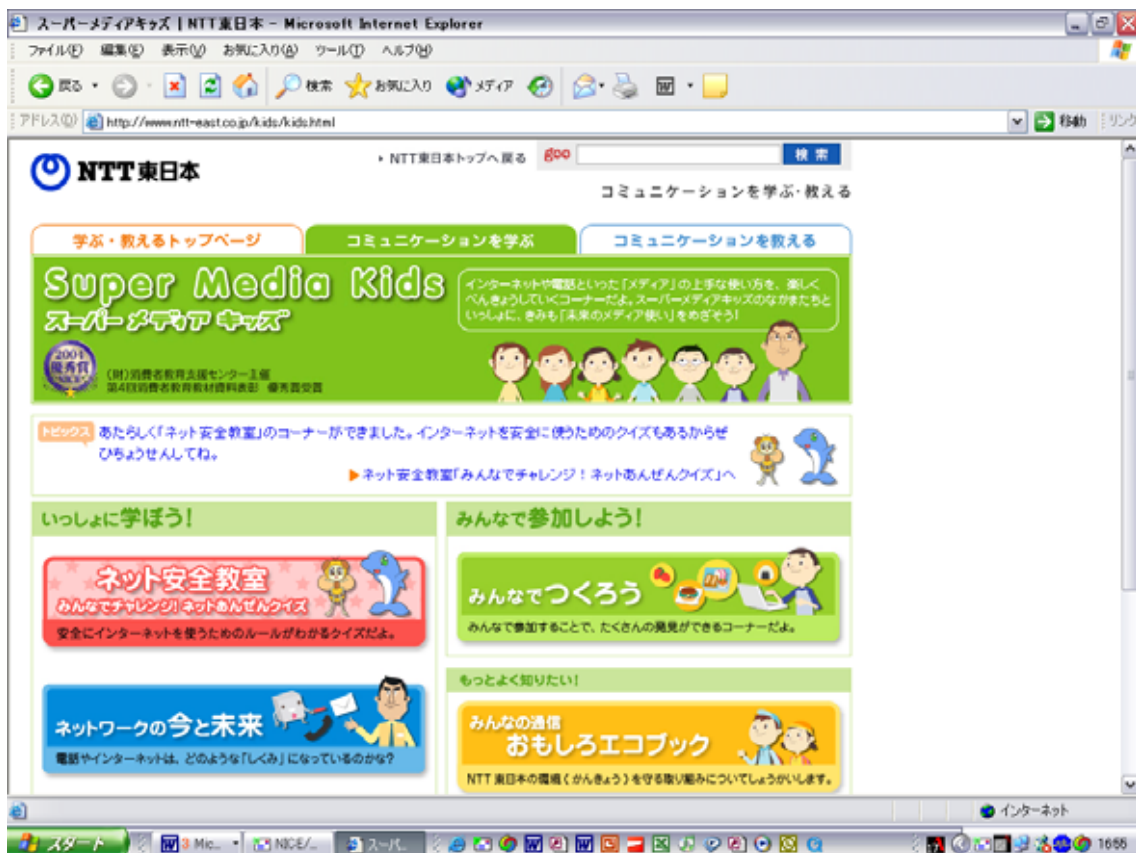 スーパーメディアキッズ | NTT東日本 - Microsoft Internet Explorer
ファイル(F) 編集(E) 表示(V) お気に入り(A) ツール(T) ヘルプ(H)
戻る 検索 お気に入り メディア
アドレス(D) http://www.ntt-east.co.jp/kids/kids.html 移動 リンク
NTT東日本
NTT東日本トップへ戻る goo 検索
コミュニケーションを学ぶ・教える
学ぶ・教えるトップページ コミュニケーションを学ぶ コミュニケーションを教える
Super Media Kids
スーパー メディア キッズ
インターネットや電話といった「メディア」の上手な使い方を、楽しく
べんきょうしていくコーナーだよ。スーパーメディアキッズのなかまたちと
いっしょに、きみも「未来のメディア使い」をめざそう!
2004
優秀賞
(財)消費者教育支援センター主催
第4回消費者教育教材資料表彰 優秀賞受賞
トピックス あたらしく「ネット安全教室」のコーナーができました。インターネットを安全に使うためのクイズもあるからぜ
ひちょうせんしてね。
ネット安全教室「みんなでチャレンジ!ネットあんぜんクイズ」へ
いっしょに学ぼう!
ネット安全教室
みんなでチャレンジ!ネットあんぜんクイズ
安全にインターネットを使うためのルールがわかるクイズだよ。
ネットワークの今と未来
電話やインターネットは、どのような「しくみ」になっているのかな?
みんなで参加しよう!
みんなでつくろう
みんなで参加することで、たくさんの発見ができるコーナーだよ。
もっとよく知りたい!
みんなの通信
おもしろエコブック
NTT東日本の環境(かんきょう)を守る取り組みについてしょうかいします。
インターネット
スタート 3 Mic... NICE/... スーパ... 16:55